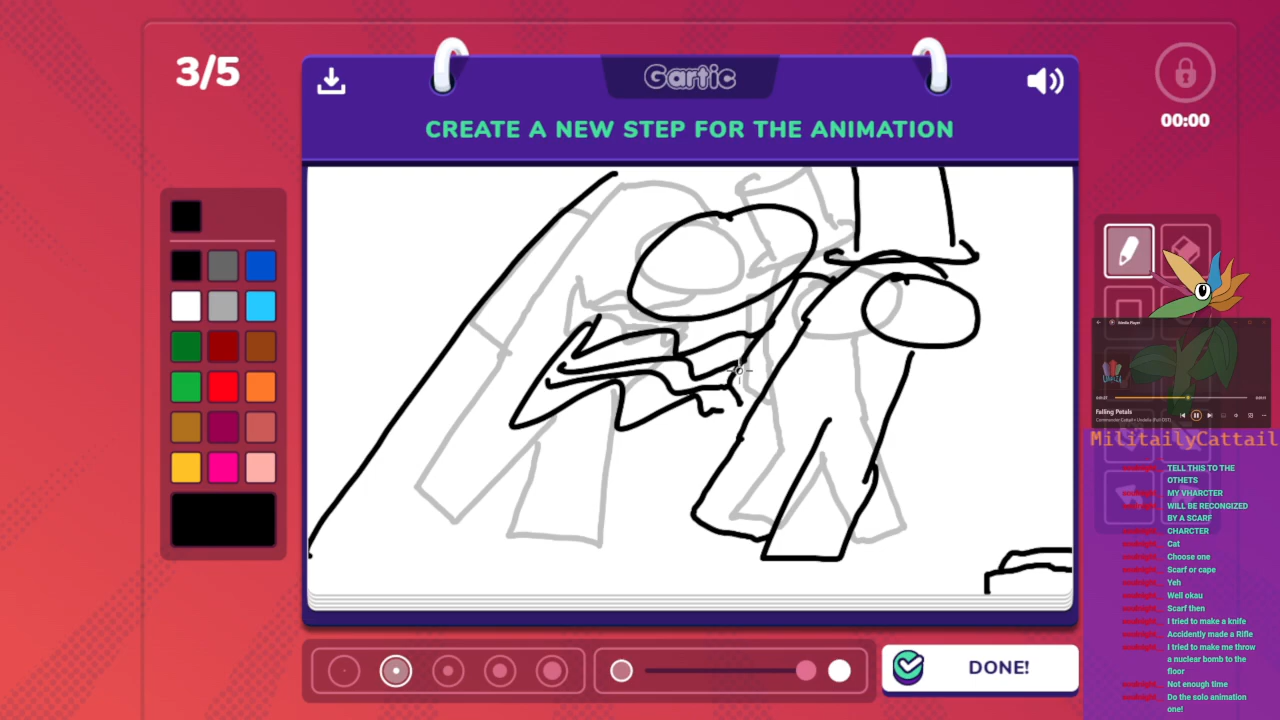 3/5
Gartic
00:00
CREATE A NEW STEP FOR THE ANIMATION
Falling Petals
MilitailyCattail
TELL THIS TO THE
OTHETS
MY VHARCTER
WILL BE RECONGIZED
BY A SCARF
CHARCTER
Cat
Choose one
Scarf or cape
Yeh
Well okau
Scarf then
I tried to make a knife
Accidently made a Rifle
I tried to make me throw
a nuclear bomb to the
floor
Not enough time
Do the solo animation
one!
DONE!